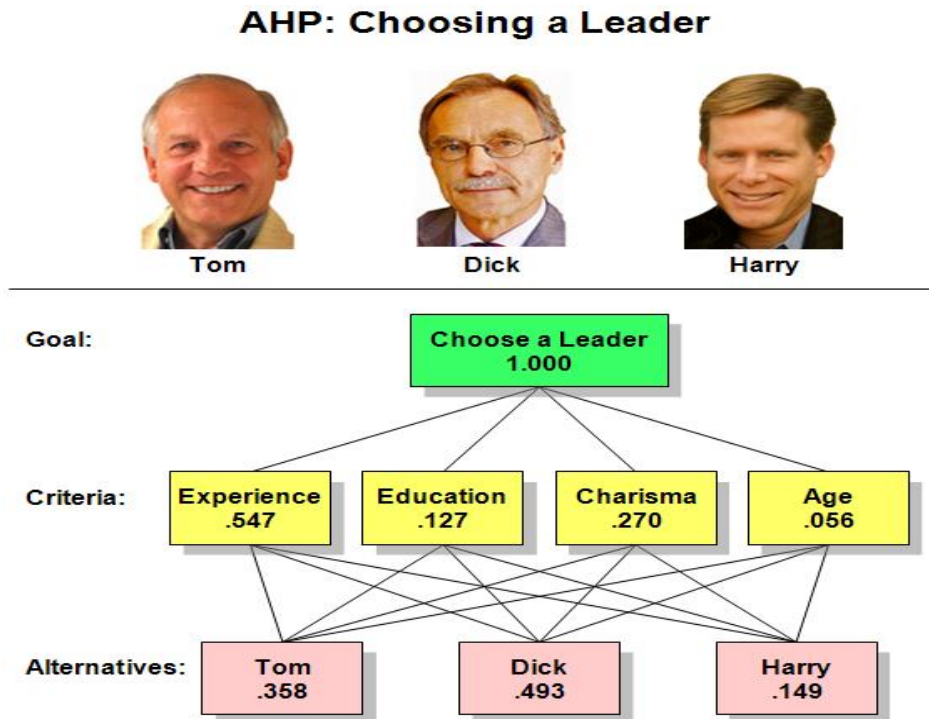 AHP: Choosing a Leader
Tom
Dick
Harry
Goal:
Choose a Leader
1.000
Criteria:
Experience
.547
Education
.127
Charisma
.270
Age
.056
Alternatives:
Tom
.358
Dick
.493
Harry
.149